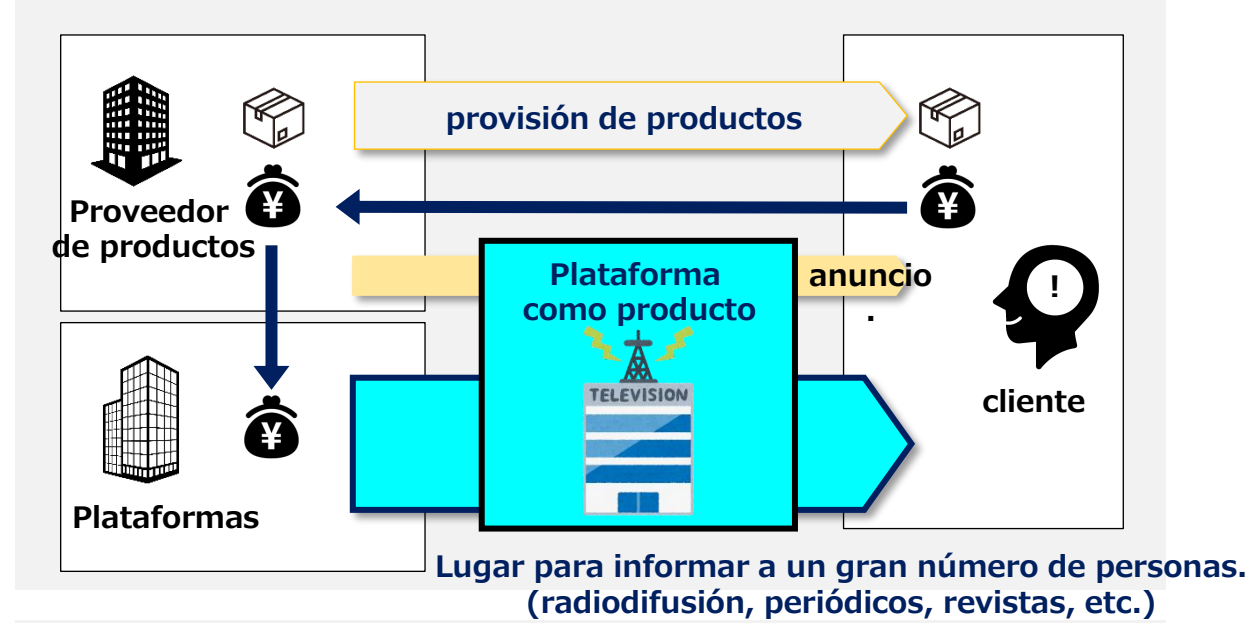 provisión de productos
¥
¥
Proveedor
de productos
Plataforma
como producto
anuncio
.
!
TELEVISION
cliente
¥
Plataformas
Lugar para informar a un gran número de personas.
(radiodifusión, periódicos, revistas, etc.)